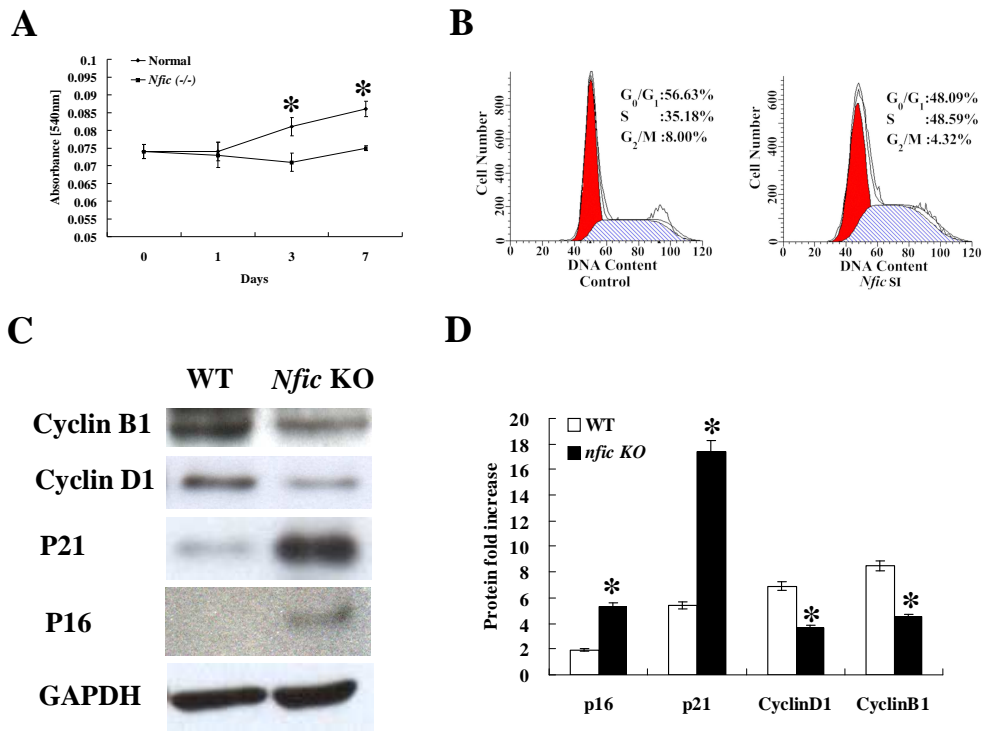 A
Normal
Nfic (-/-)
0.1
0.095
0.09
0.085
0.08
0.075
0.07
0.065
0.06
0.055
0.05
Absorbance [540nm]
* *
0 1 3 7
Days
B
Cell Number
0 200 400 600 800
G0/G1:56.63%
S :35.18%
G2/M :8.00%
0 20 40 60 80 100 120
DNA Content
Control
Cell Number
0 200 400 600
G0/G1:48.09%
S :48.59%
G2/M :4.32%
0 20 40 60 80 100 120
DNA Content
Nfic SI
C
WT Nfic KO
Cyclin B1
Cyclin D1
P21
P16
GAPDH
D
WT
nfic KO
Protein fold increase
20
18
16
14
12
10
8
6
4
2
0
* * * *
p16 p21 CyclinD1 CyclinB1